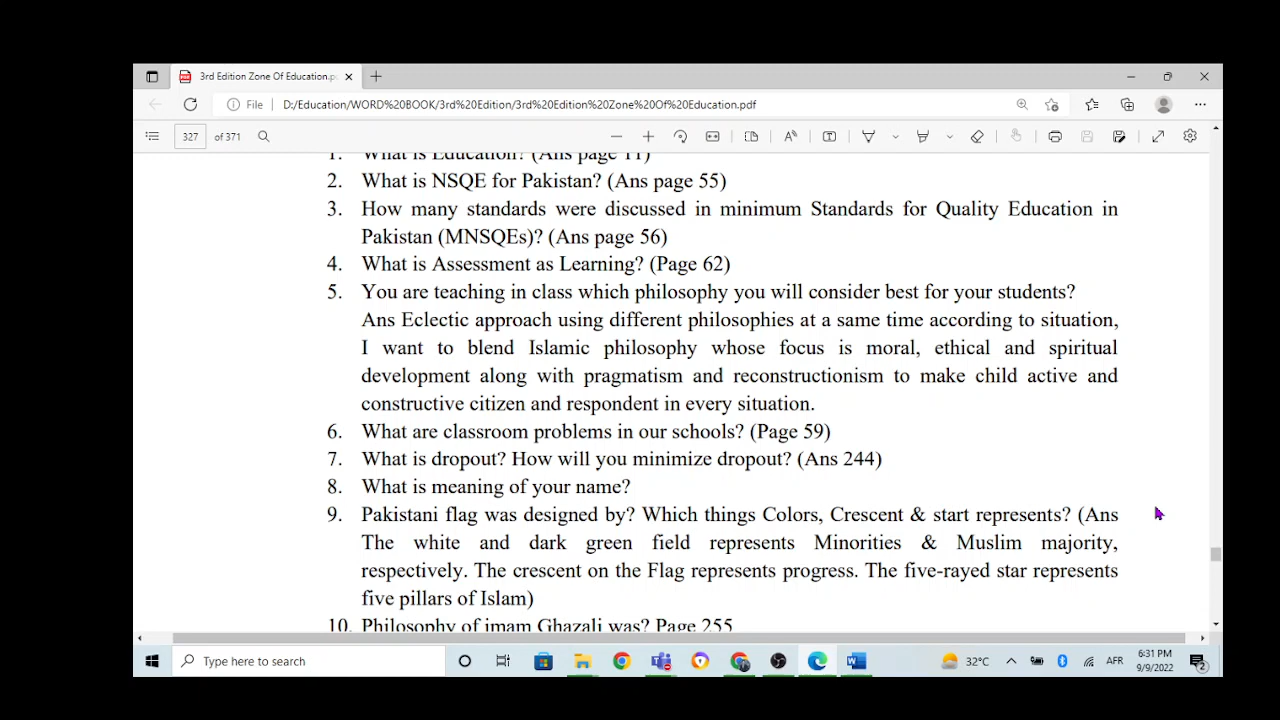 3rd Edition Zone Of Education.p
File
D:/Education/WORD%20BOOK/3rd%20Edition/3rd%20Edition%20Zone%20Of%20Education.pdf
327 of 371
1. What is Education? (Ans page 11)
2. What is NSQE for Pakistan? (Ans page 55)
3. How many standards were discussed in minimum Standards for Quality Education in
Pakistan (MNSQEs)? (Ans page 56)
4. What is Assessment as Learning? (Page 62)
5. You are teaching in class which philosophy you will consider best for your students?
Ans Eclectic approach using different philosophies at a same time according to situation,
I want to blend Islamic philosophy whose focus is moral, ethical and spiritual
development along with pragmatism and reconstructionism to make child active and
constructive citizen and respondent in every situation.
6. What are classroom problems in our schools? (Page 59)
7. What is dropout? How will you minimize dropout? (Ans 244)
8. What is meaning of your name?
9. Pakistani flag was designed by? Which things Colors, Crescent & start represents? (Ans
The white and dark green field represents Minorities & Muslim majority,
respectively. The crescent on the Flag represents progress. The five-rayed star represents
five pillars of Islam)
10. Philosophy of imam Ghazali was? Page 255
Type here to search
32°C
AFR
6:31 PM
9/9/2022
2